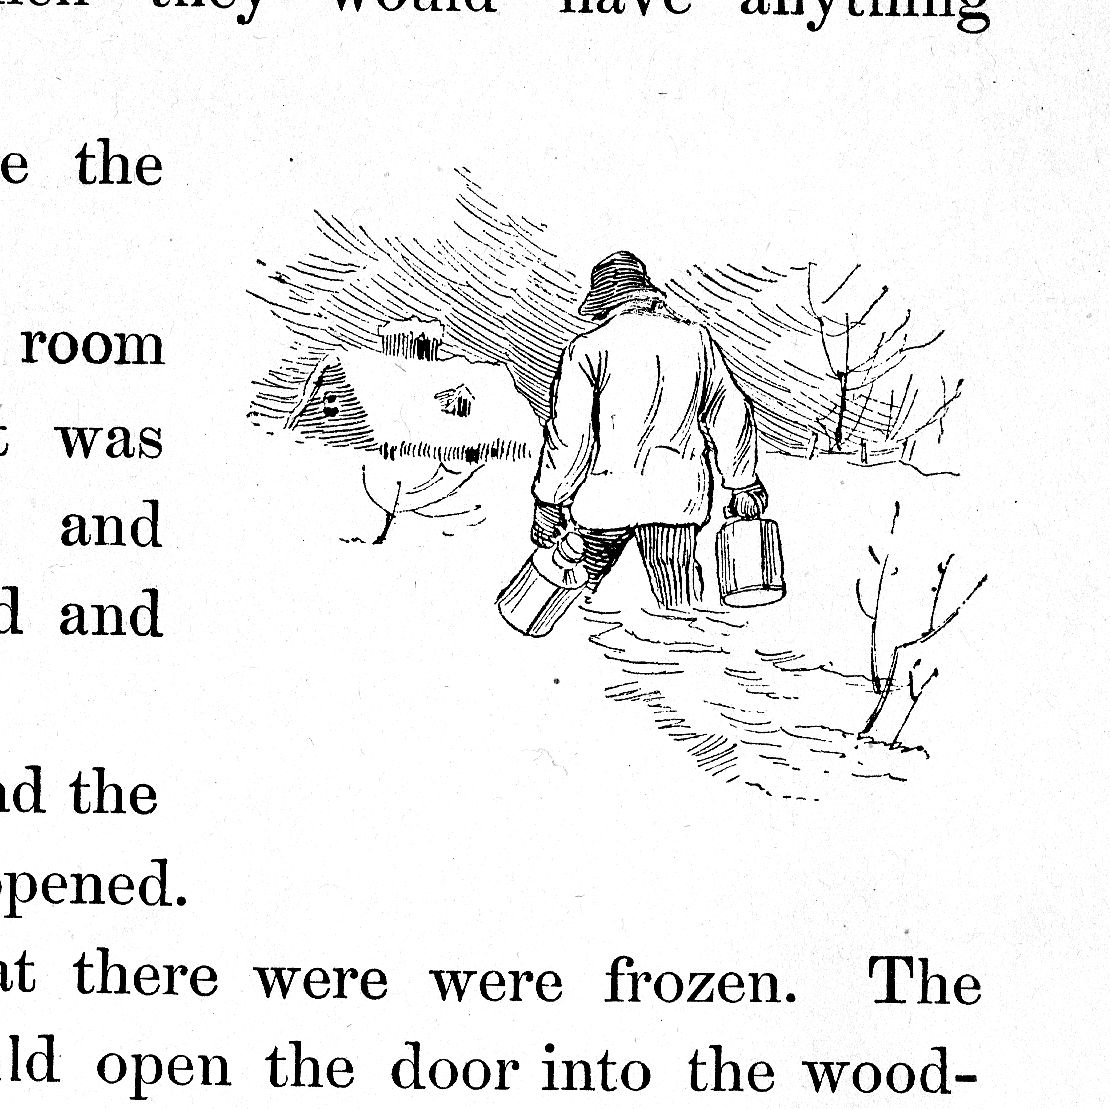 they would have anything
the
room
was
and
and
the
opened.
there were frozen. The
open the door into the wood-